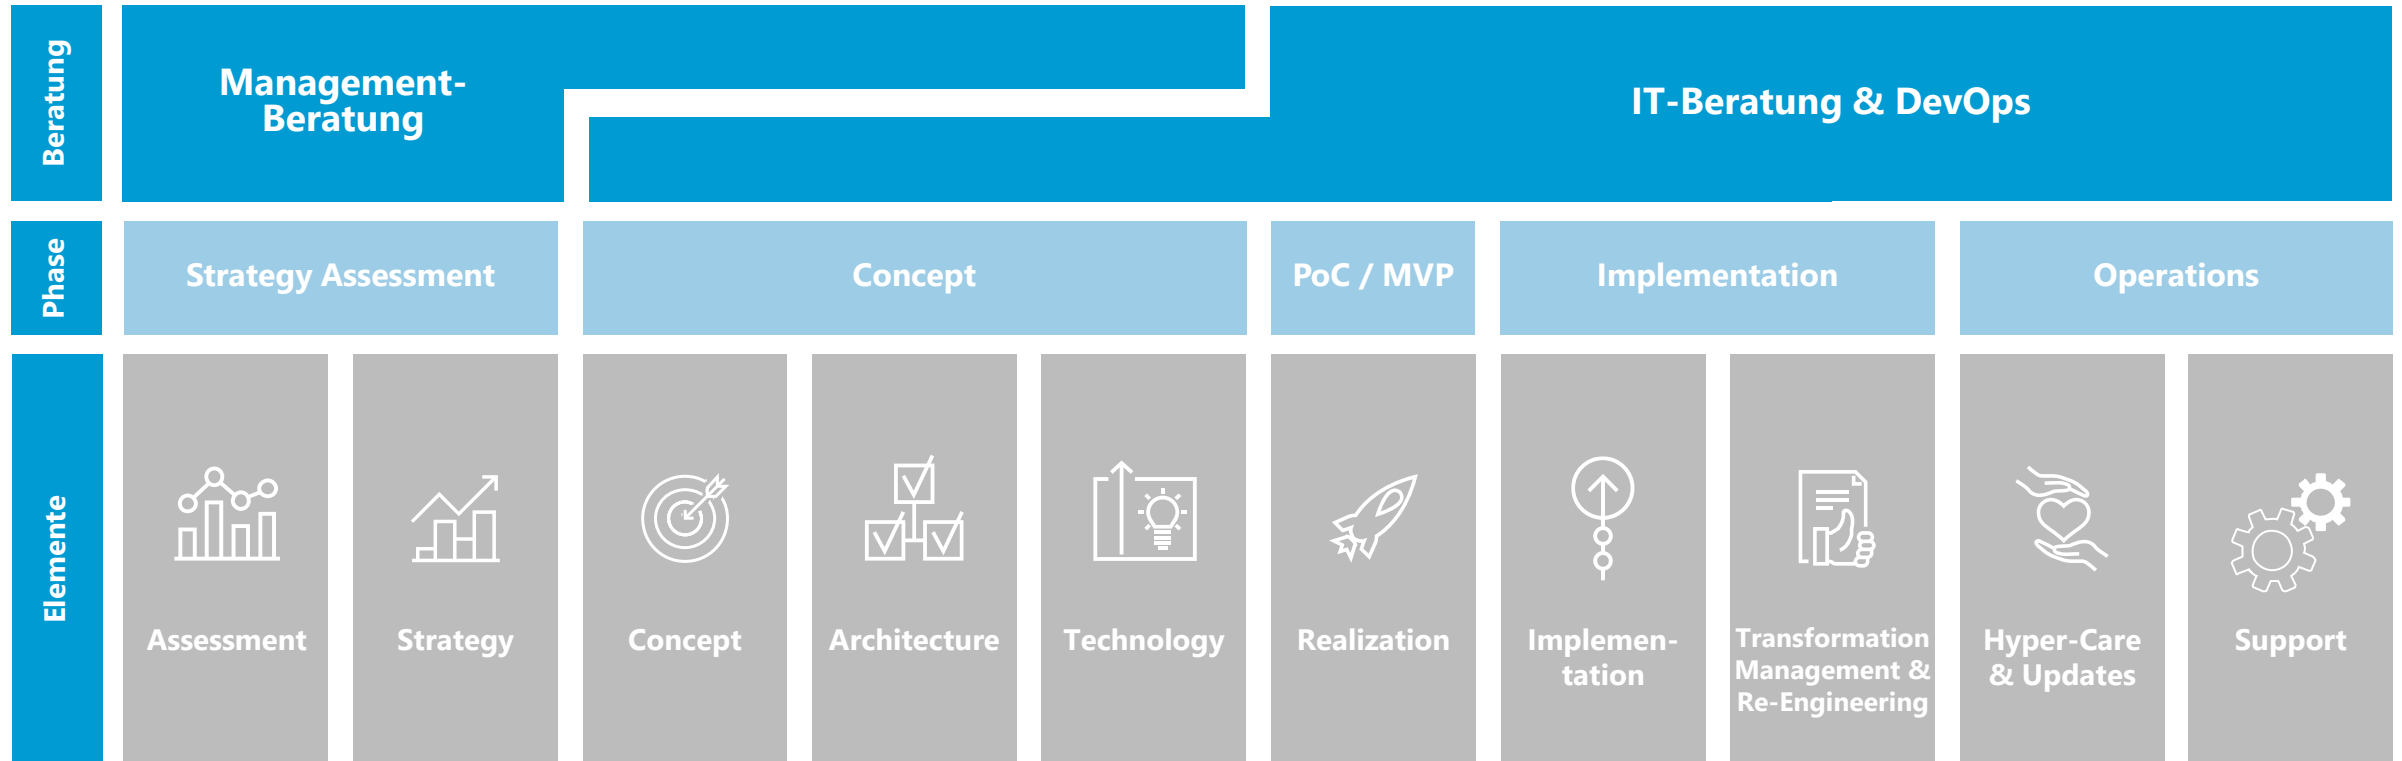 Beratung
Management-
Beratung
IT-Beratung & DevOps
Phase
Strategy Assessment
Concept
PoC / MVP
Implementation
Operations
Elemente
Assessment
Strategy
Concept
Architecture
Technology
Realization
Implemen-
tation
Transformation
Management &
Re-Engineering
Hyper-Care
& Updates
Support